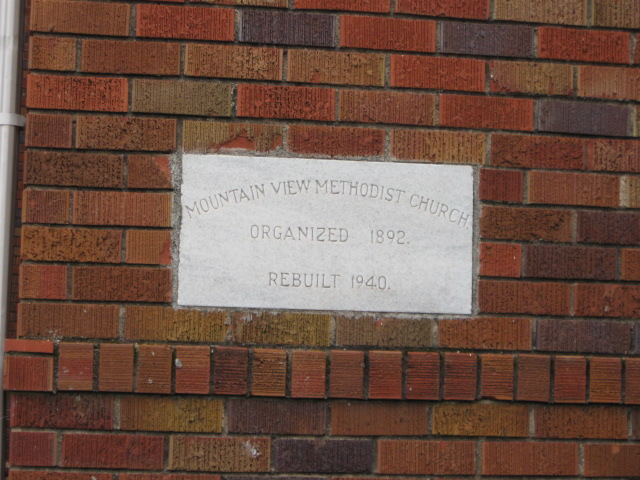 MOUNTAIN VIEW METHODIST CHURCH.
ORGANIZED 1892.
REBUILT 1940.